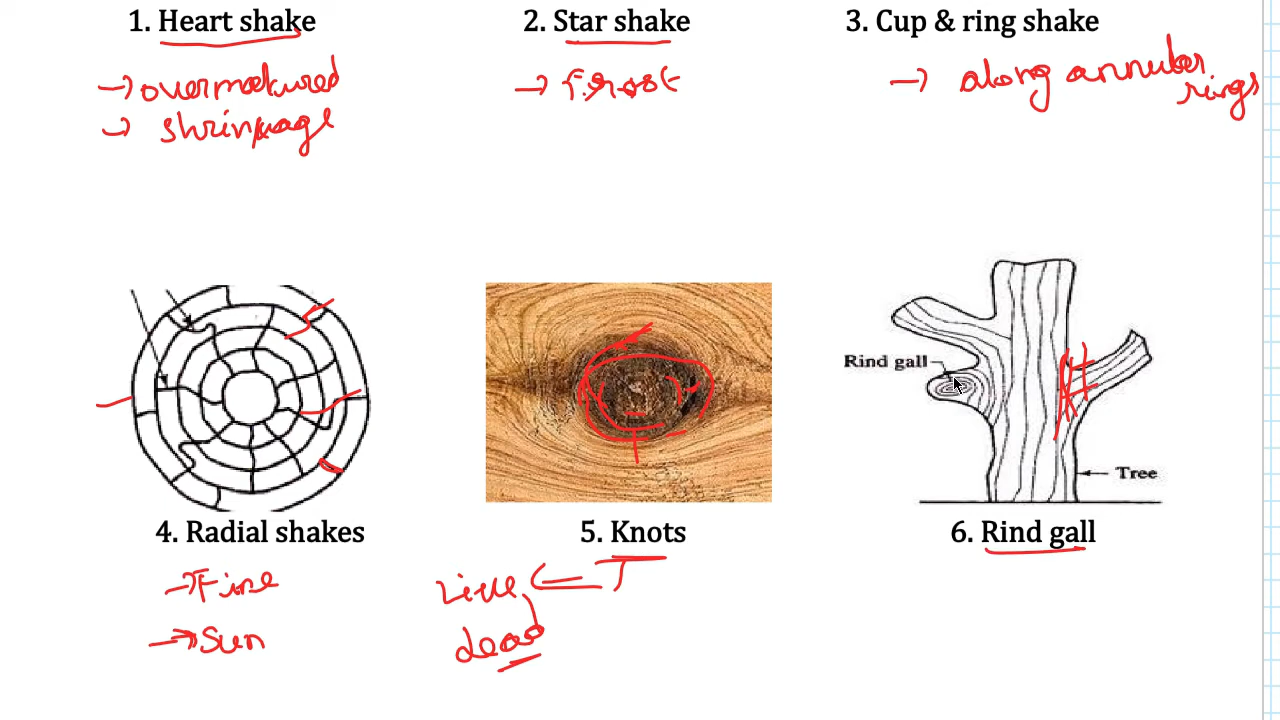 1. Heart shake
2. Star shake
3. Cup & ring shake
→ overmatured
→ shrinkage
→ frost
→ along annular rings
Rind gall
Tree
4. Radial shakes
5. Knots
6. Rind gall
→ Fine
→ Sun
Live
dead